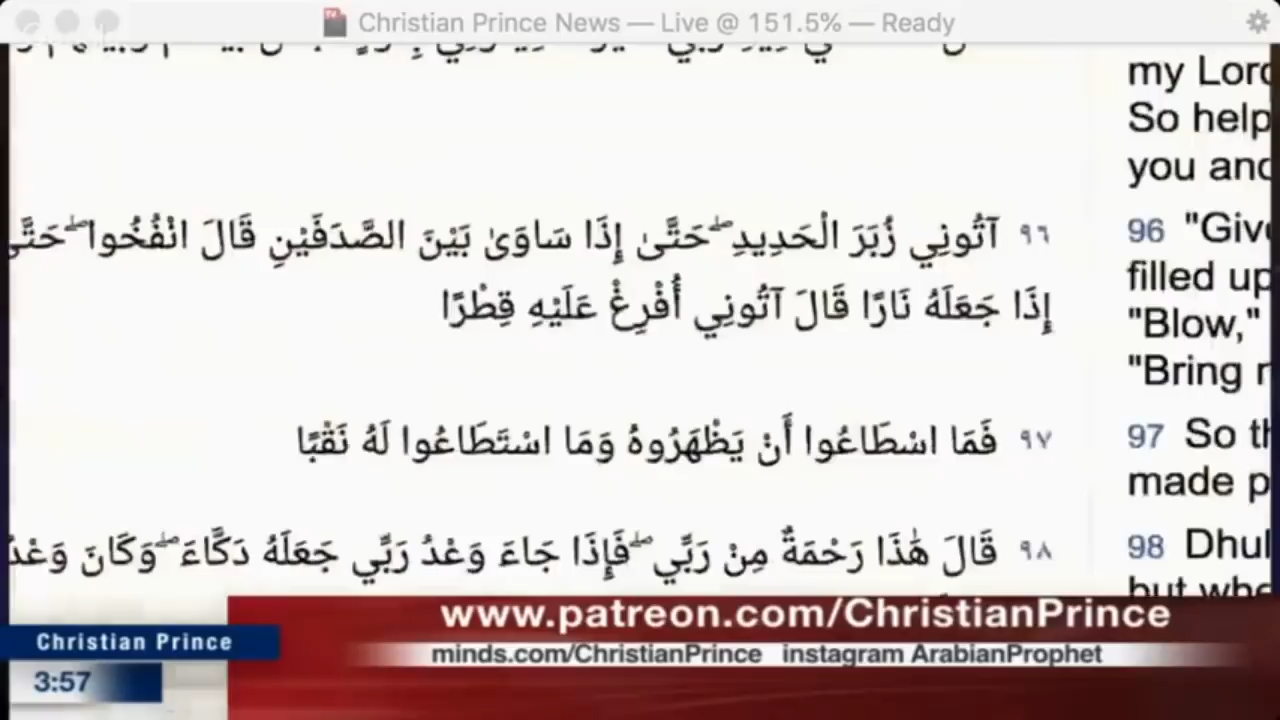 Christian Prince News — Live @ 151.5% — Ready
٩٦ آتُونِي زُبَرَ الْحَدِيدِ ۖ حَتَّىٰ إِذَا سَاوَىٰ بَيْنَ الصَّدَفَيْنِ قَالَ انْفُخُوا ۖ حَتَّى
إِذَا جَعَلَهُ نَارًا قَالَ آتُونِي أُفْرِغْ عَلَيْهِ قِطْرًا
٩٧ فَمَا اسْطَاعُوا أَنْ يَظْهَرُوهُ وَمَا اسْتَطَاعُوا لَهُ نَقْبًا
٩٨ قَالَ هَٰذَا رَحْمَةٌ مِنْ رَبِّي ۖ فَإِذَا جَاءَ وَعْدُ رَبِّي جَعَلَهُ دَكَّاءَ ۖ وَكَانَ وَعْدُ
my Lord
So help
you and
96 "Give
filled up
"Blow,"
"Bring
97 So th
made p
98 Dhul
but whe
www.patreon.com/ChristianPrince
minds.com/ChristianPrince instagram ArabianProphet
Christian Prince
3:57